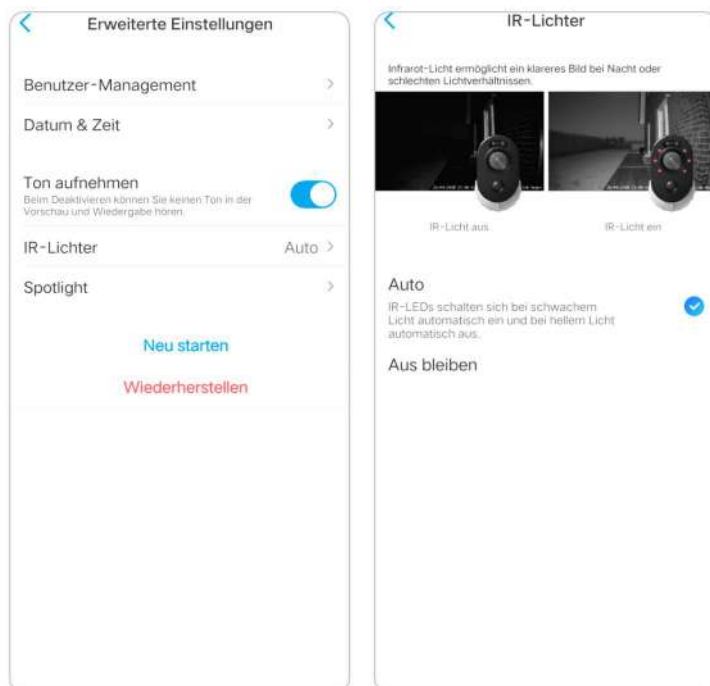 Erweiterte Einstellungen
Benutzer-Management
Datum & Zeit
Ton aufnehmen
Beim Deaktivieren können Sie keinen Ton in der
Vorschau und Wiedergabe hören.
IR-Lichter
Auto
Spotlight
Neu starten
Wiederherstellen
IR-Lichter
Infrarot-Licht ermöglicht ein klareres Bild bei Nacht oder
schlechten Lichtverhältnissen.
IR-Licht aus
IR-Licht ein
Auto
IR-LEDs schalten sich bei schwachem
Licht automatisch ein und bei hellem Licht
automatisch aus.
Aus bleiben